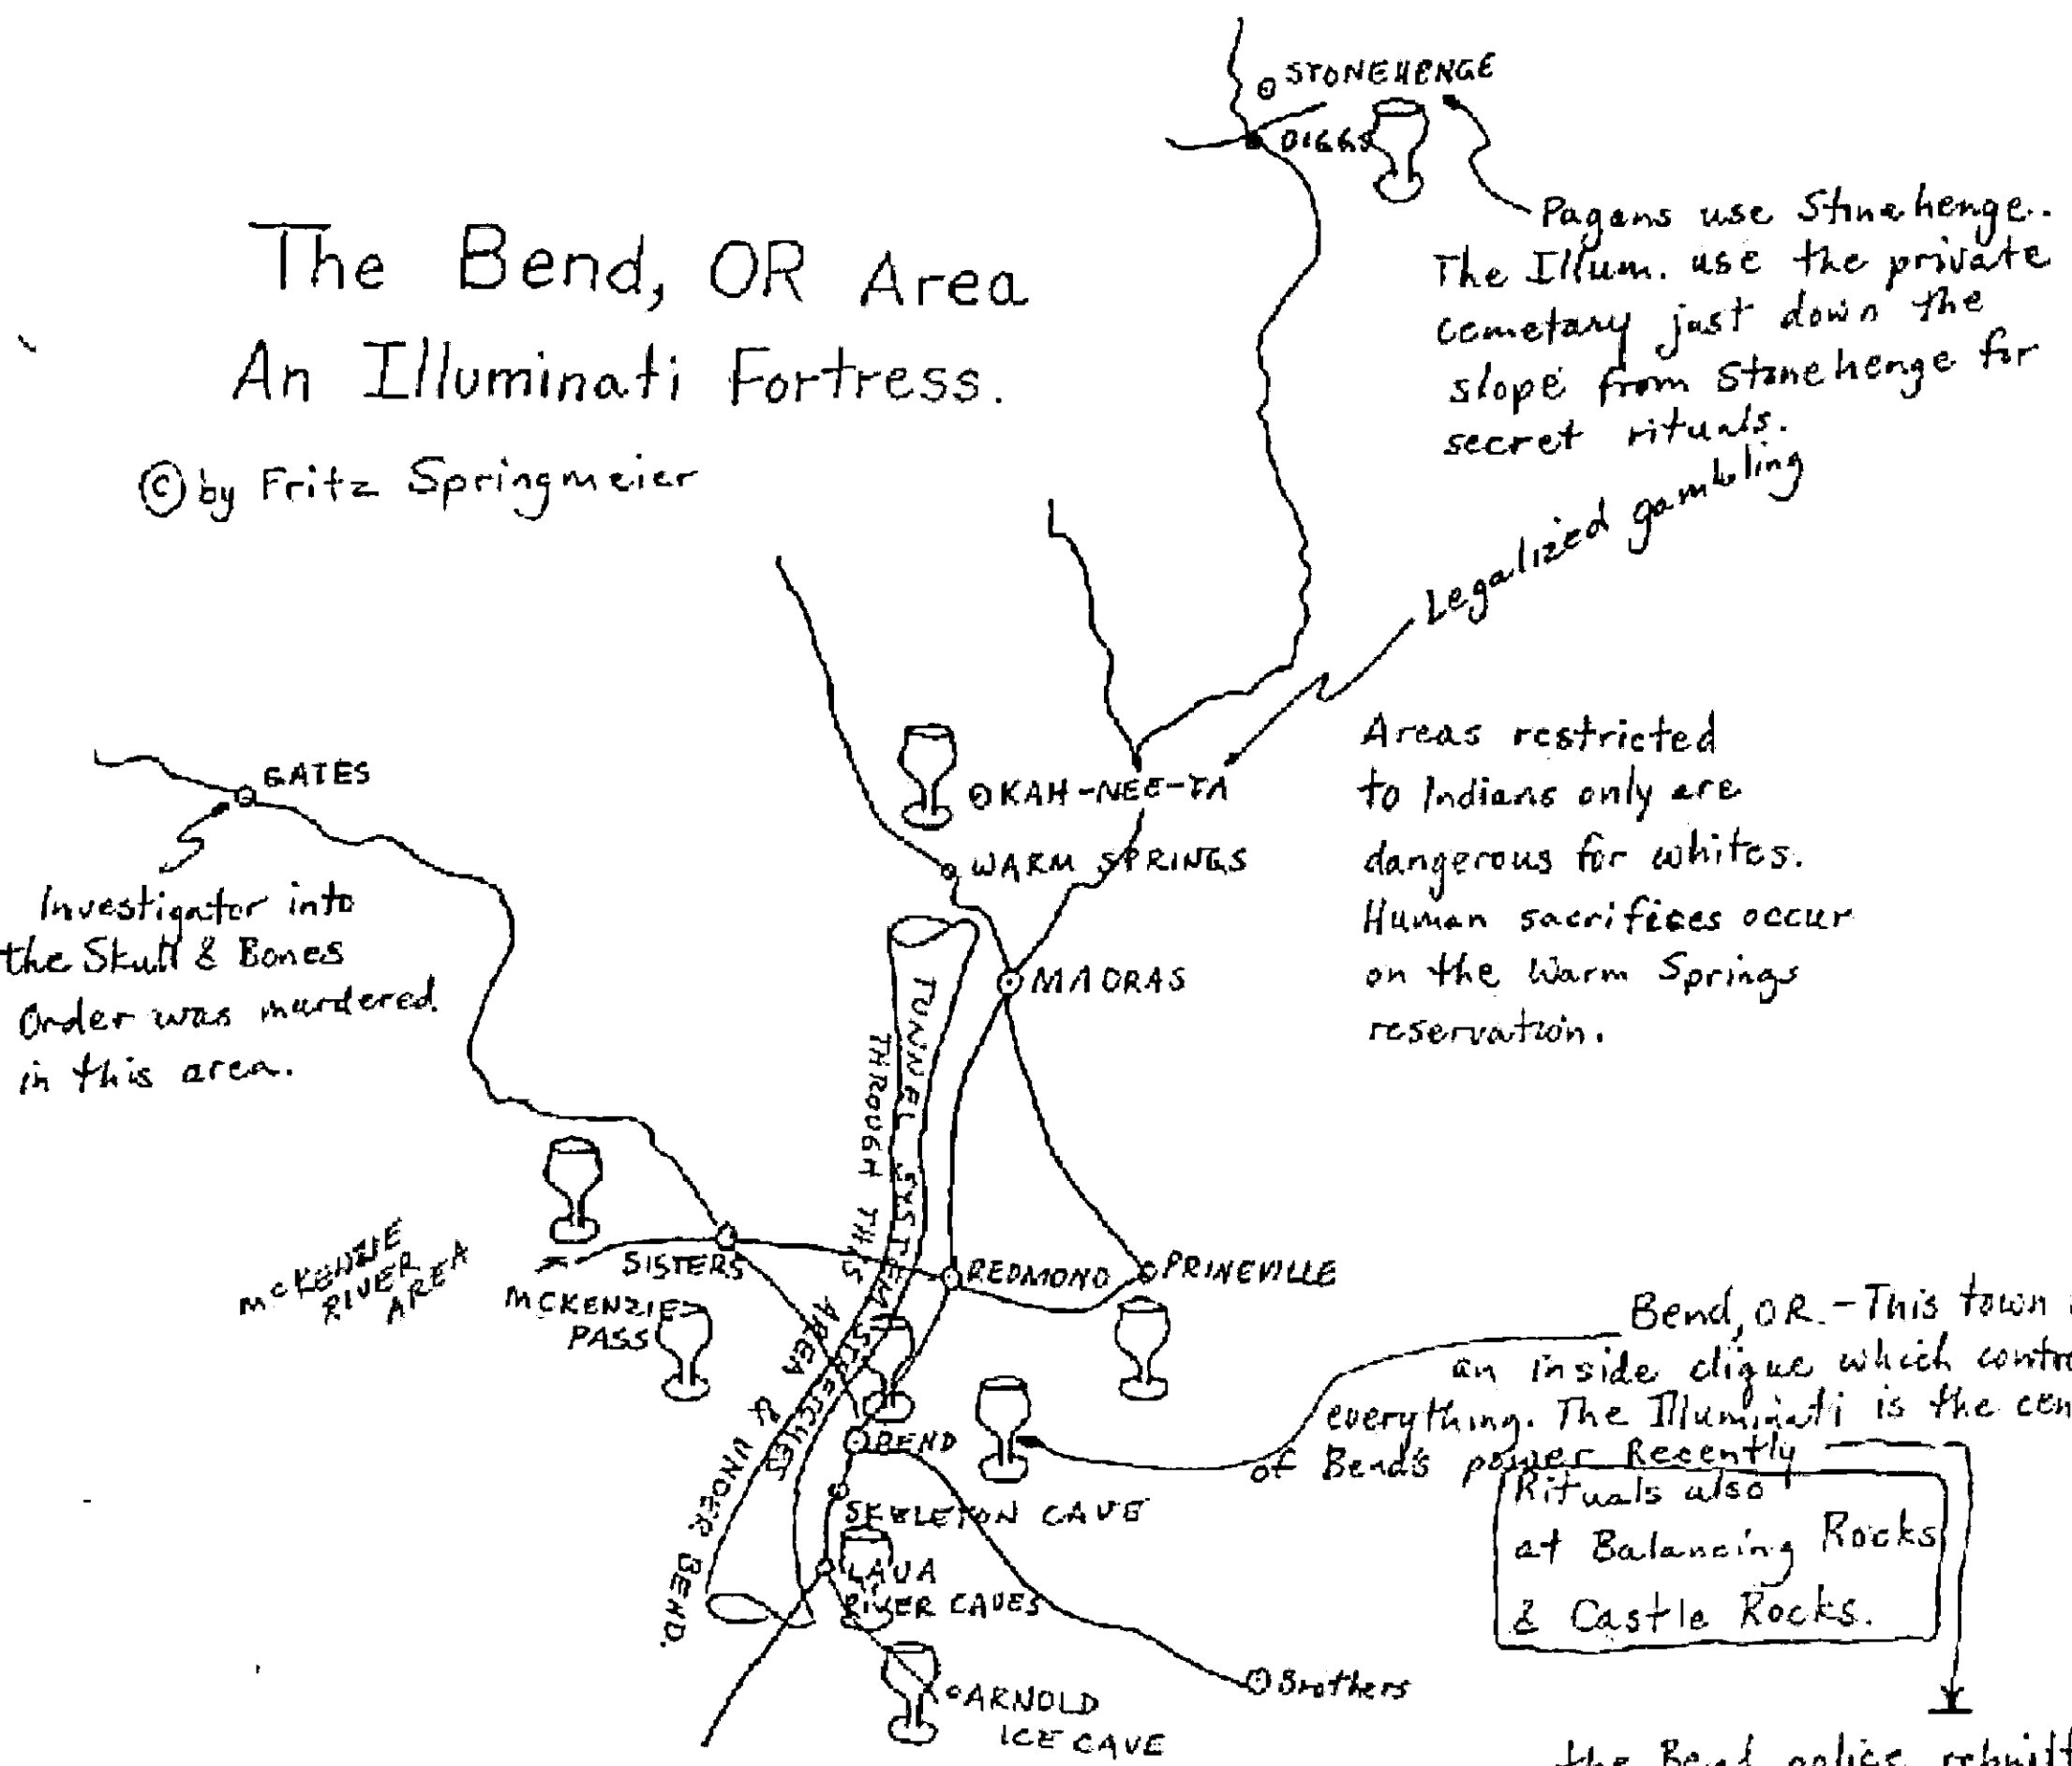 STONEHENGE
DIGGS
Pagans use Stonehenge.
The Illum. use the private
cemetary just down the
slope from Stonehenge for
secret rituals.
The Bend, OR Area
An Illuminati Fortress.
© by Fritz Springmeier
Legalized gambling
GATES
Investigator into
the Skull & Bones
Order was murdered
in this area.
KAH-NEE-TA
WARM SPRINGS
MADRAS
Areas restricted
to Indians only are
dangerous for whites.
Human sacrifices occur
on the Warm Springs
reservation.
TUNNEL SYSTEM
THROUGH THIS AREA & UNDER BEND.
MCKENZIE
RIVER
AREA
SISTERS
MCKENZIE
PASS
REDMOND
PRINEVILLE
BEND
SKELETON CAVE
LAVA
RIVER CAVES
ARNOLD
ICE CAVE
Brothers
Bend, OR. - This town
an inside clique which contr
everything. The Illuminati is the cen
of Bend's power Recently
Rituals also
at Balancing Rocks
& Castle Rocks.
the Bend police